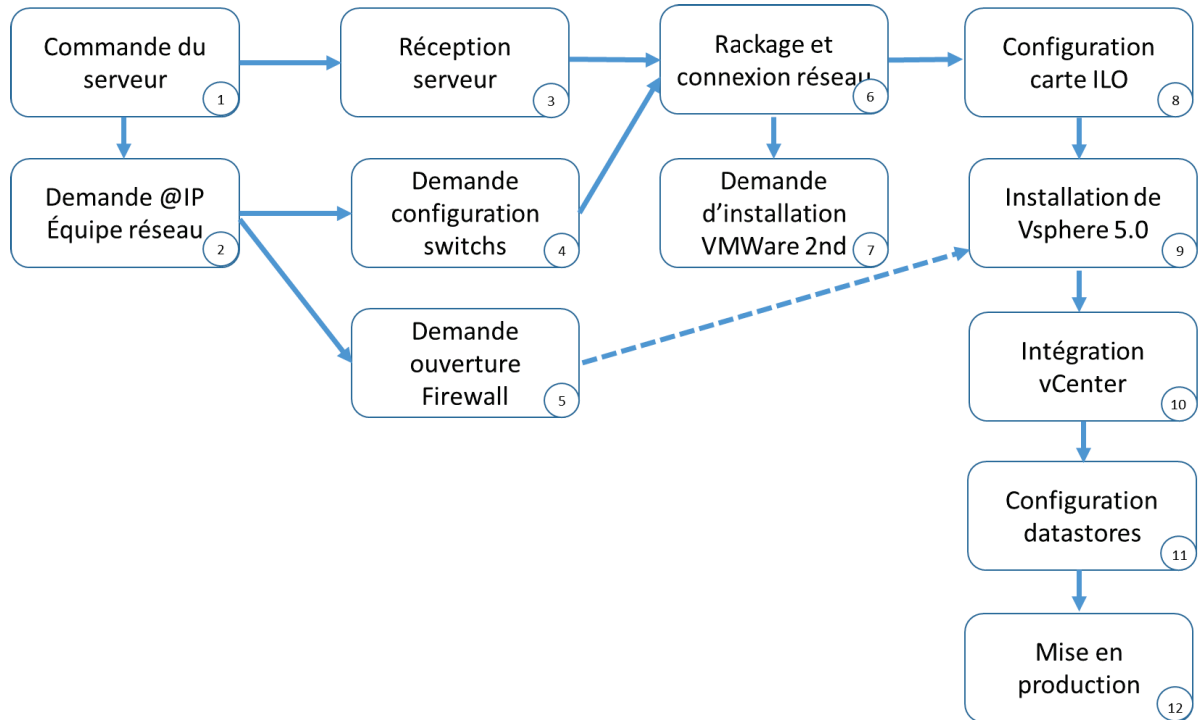 Commande du
serveur
1
Réception
serveur
3
Rackage et
connexion réseau
6
Configuration
carte ILO
8
Demande @IP
Équipe réseau
2
Demande
configuration
switchs
4
Demande
d’installation
VMWare 2nd
7
Installation de
Vsphere 5.0
9
Demande
ouverture
Firewall
5
Intégration
vCenter
10
Configuration
datastores
11
Mise en
production
12